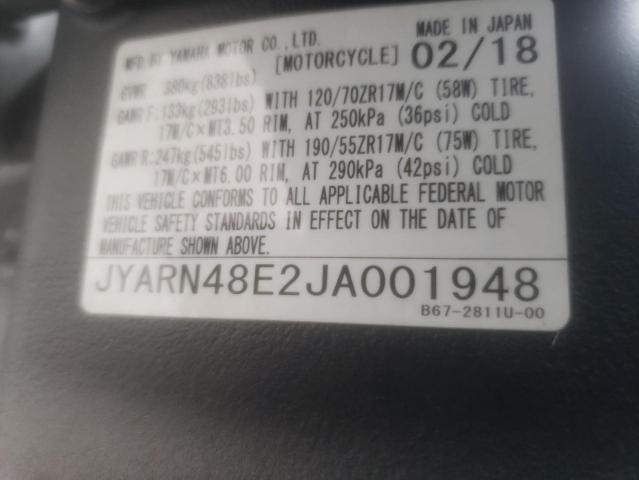 MFD BY YAMAHA MOTOR CO.,LTD. MADE IN JAPAN
[MOTORCYCLE] 02/18
GVWR : 380kg(838lbs)
GAWR F:133kg(293lbs) WITH 120/70ZR17M/C (58W) TIRE,
17M/C×MT3.50 RIM, AT 250kPa (36psi) COLD
GAWR R:247kg(545lbs) WITH 190/55ZR17M/C (75W) TIRE,
17M/C×MT6.00 RIM, AT 290kPa (42psi) COLD
THIS VEHICLE CONFORMS TO ALL APPLICABLE FEDERAL MOTOR
VEHICLE SAFETY STANDARDS IN EFFECT ON THE DATE OF
MANUFACTURE SHOWN ABOVE.
JYARN48E2JA001948
B67-2811U-00